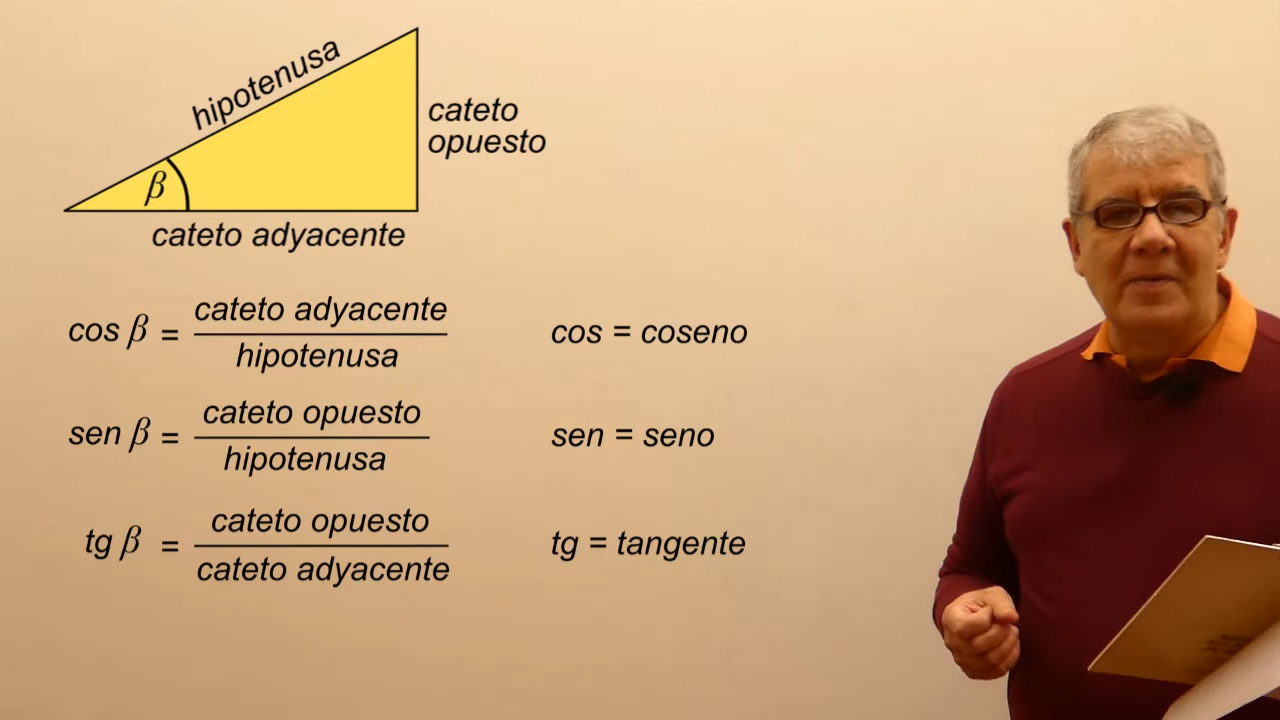 hipotenusa
cateto
opuesto
β
cateto adyacente
cos β = cateto adyacente
hipotenusa
cos = coseno
sen β = cateto opuesto
hipotenusa
sen = seno
tg β = cateto opuesto
cateto adyacente
tg = tangente